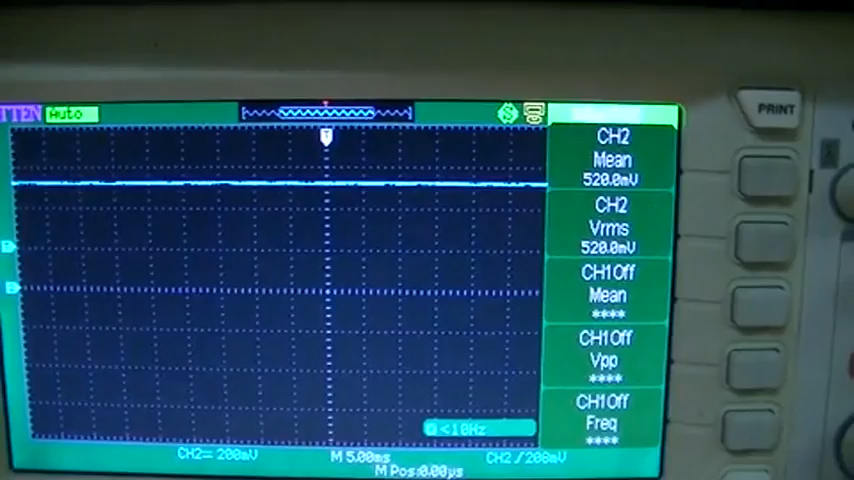 TTEN Auto
CH2
Mean
520.0mV
CH2
Vrms
520.0mV
CH1Off
Mean
****
CH1Off
Vpp
****
CH1Off
Freq
****
<10Hz
CH2= 200mV M 5.00ms CH2 / 208mV
M Pos:0.00µs
PRINT